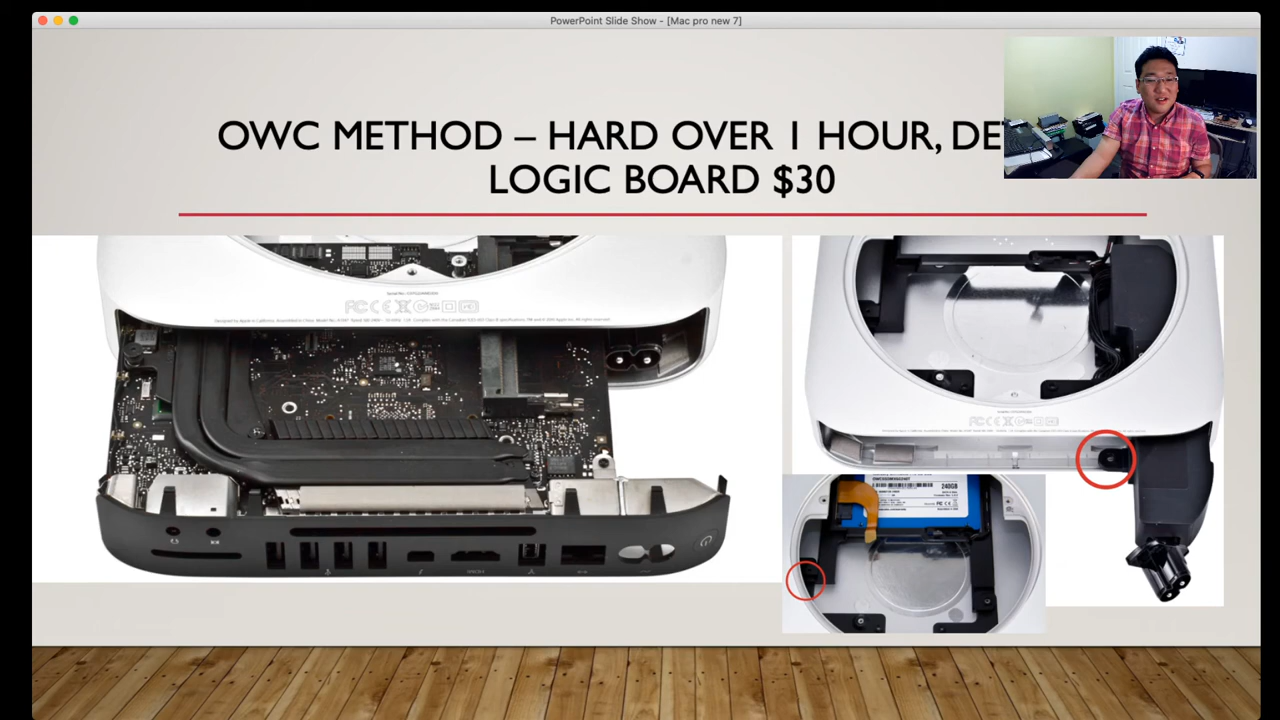 PowerPoint Slide Show - [Mac pro new 7]
OWC METHOD – HARD OVER 1 HOUR, DE
LOGIC BOARD $30
240GB